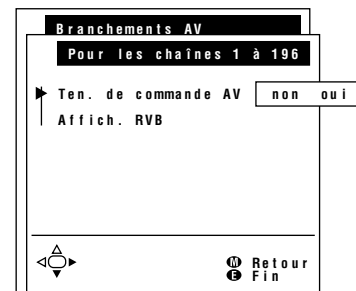 Branchements AV
Pour les chaînes 1 à 196
Ten. de commande AV non oui
Affich. RVB
M Retour
E Fin